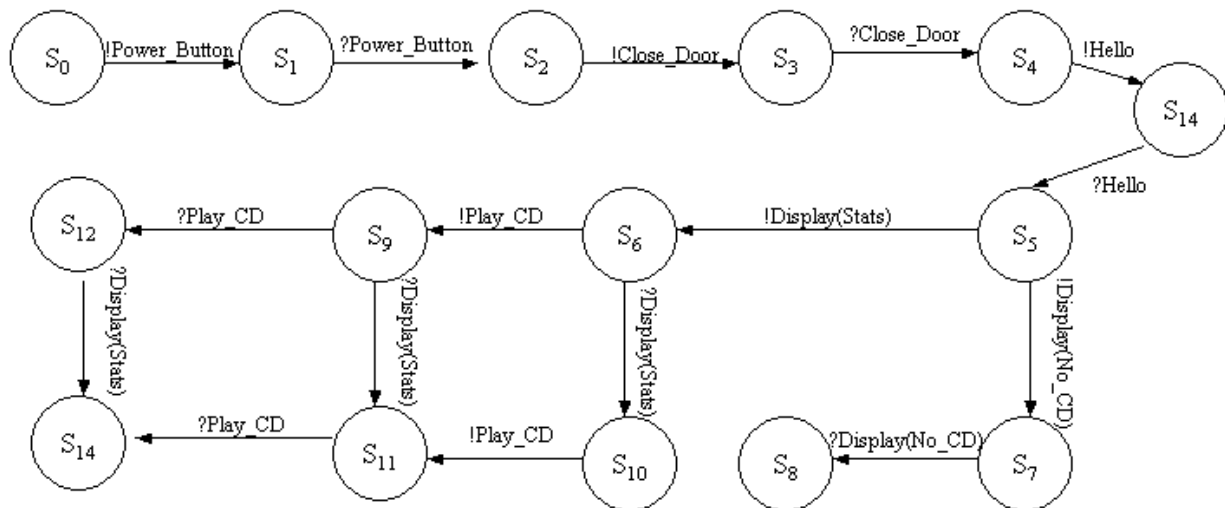 S0
!Power_Button
S1
?Power_Button
S2
!Close_Door
S3
?Close_Door
S4
!Hello
S14
?Hello
S12
?Play_CD
S9
!Play_CD
S6
!Display(Stats)
S5
?Display(Stats)
?Display(Stats)
?Display(Stats)
!Display(No_CD)
S14
?Play_CD
S11
!Play_CD
S10
S8
?Display(No_CD)
S7